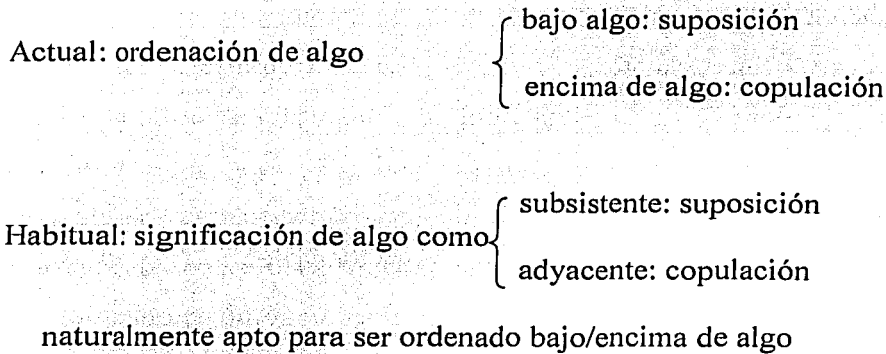 bajo algo: suposición
Actual: ordenación de algo
encima de algo: copulación
subsistente: suposición
Habitual: significación de algo como
adyacente: copulación
naturalmente apto para ser ordenado bajo/encima de algo